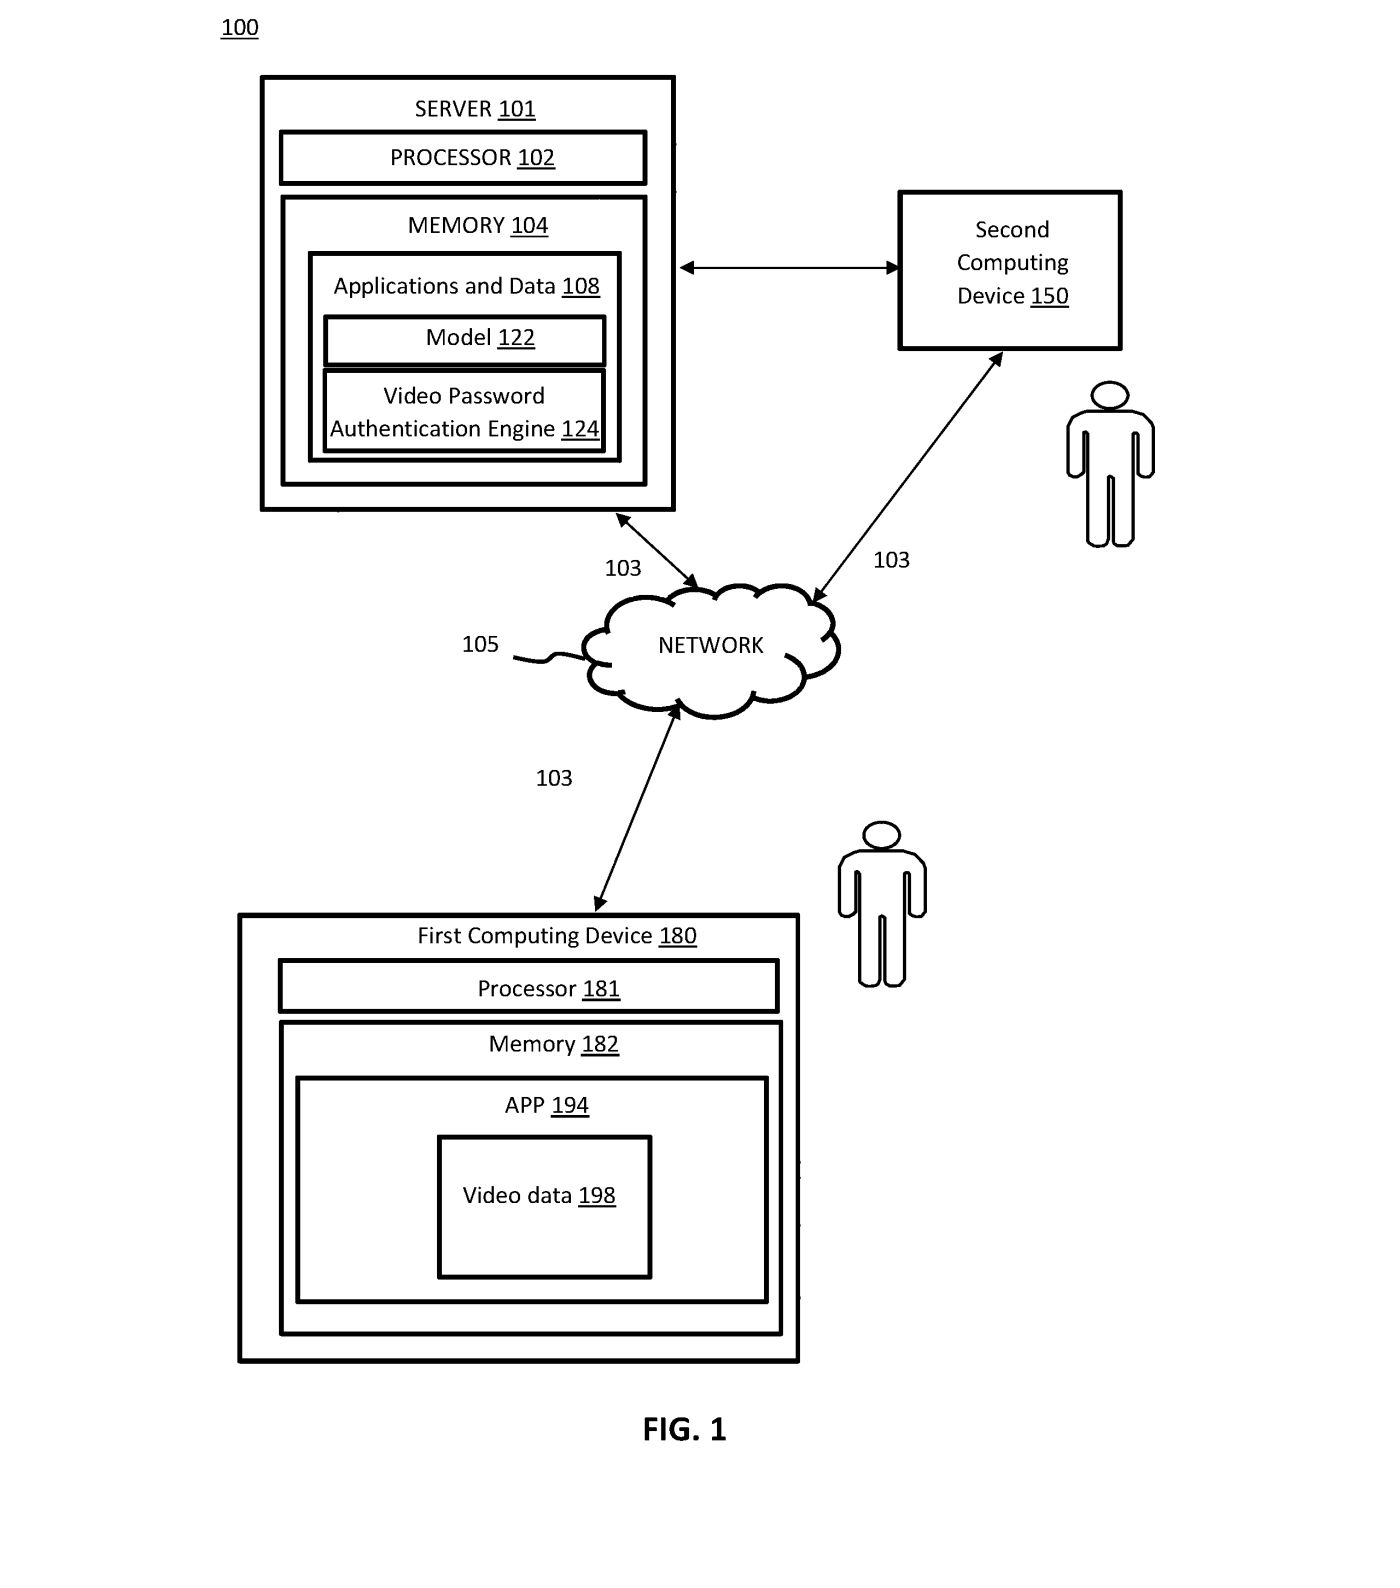 100
SERVER 101
PROCESSOR 102
MEMORY 104
Applications and Data 108
Model 122
Video Password
Authentication Engine 124
Second
Computing
Device 150
103
103
105
NETWORK
103
First Computing Device 180
Processor 181
Memory 182
APP 194
Video data 198
FIG. 1